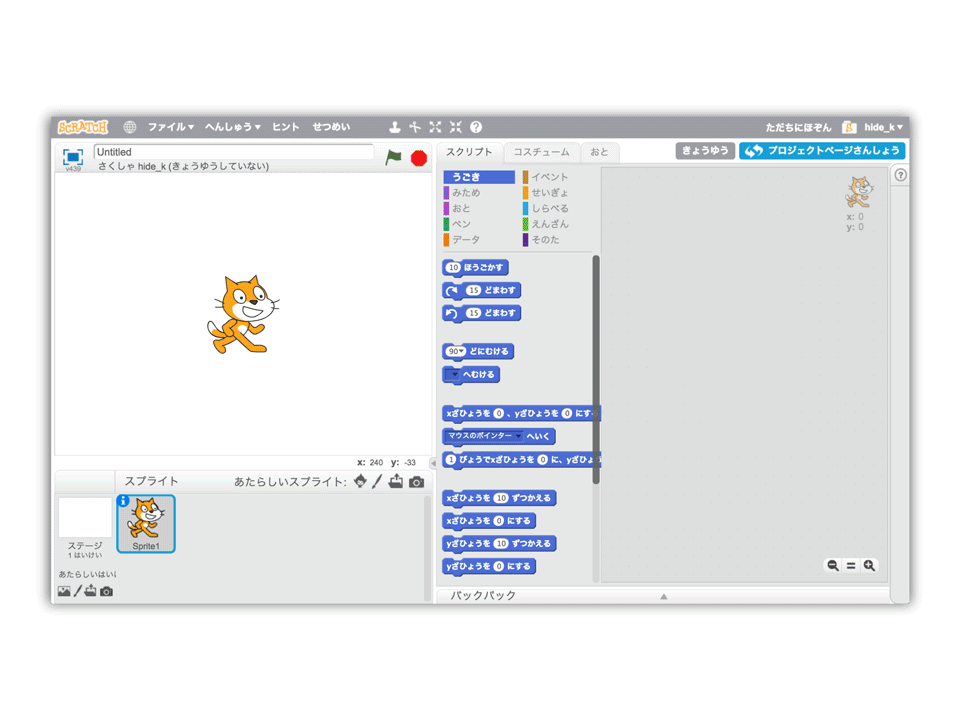 SCRATCH ファイル▼ へんしゅう▼ ヒント せつめい ただちにほぞん hide_k▼
v439 Untitled
さくしゃ hide_k (きょうゆうしていない)
スクリプト コスチューム おと きょうゆう プロジェクトページさんしょう
うごき イベント
みため せいぎょ
おと しらべる
ペン えんざん
データ そのた
x: 0
y: 0
10 ほうごかす
15 どまわす
15 どまわす
90▼ どにむける
▼ へむける
xざひょうを 0 、yざひょうを 0 にす
マウスのポインター ▼ へいく
1 びょうでxざひょうを 0 に、yざひょ
xざひょうを 10 ずつかえる
xざひょうを 0 にする
yざひょうを 10 ずつかえる
yざひょうを 0 にする
x: 240 y: -33
スプライト あたらしいスプライト:
ステージ
1 はいけい
Sprite1
あたらしいはい
バックパック